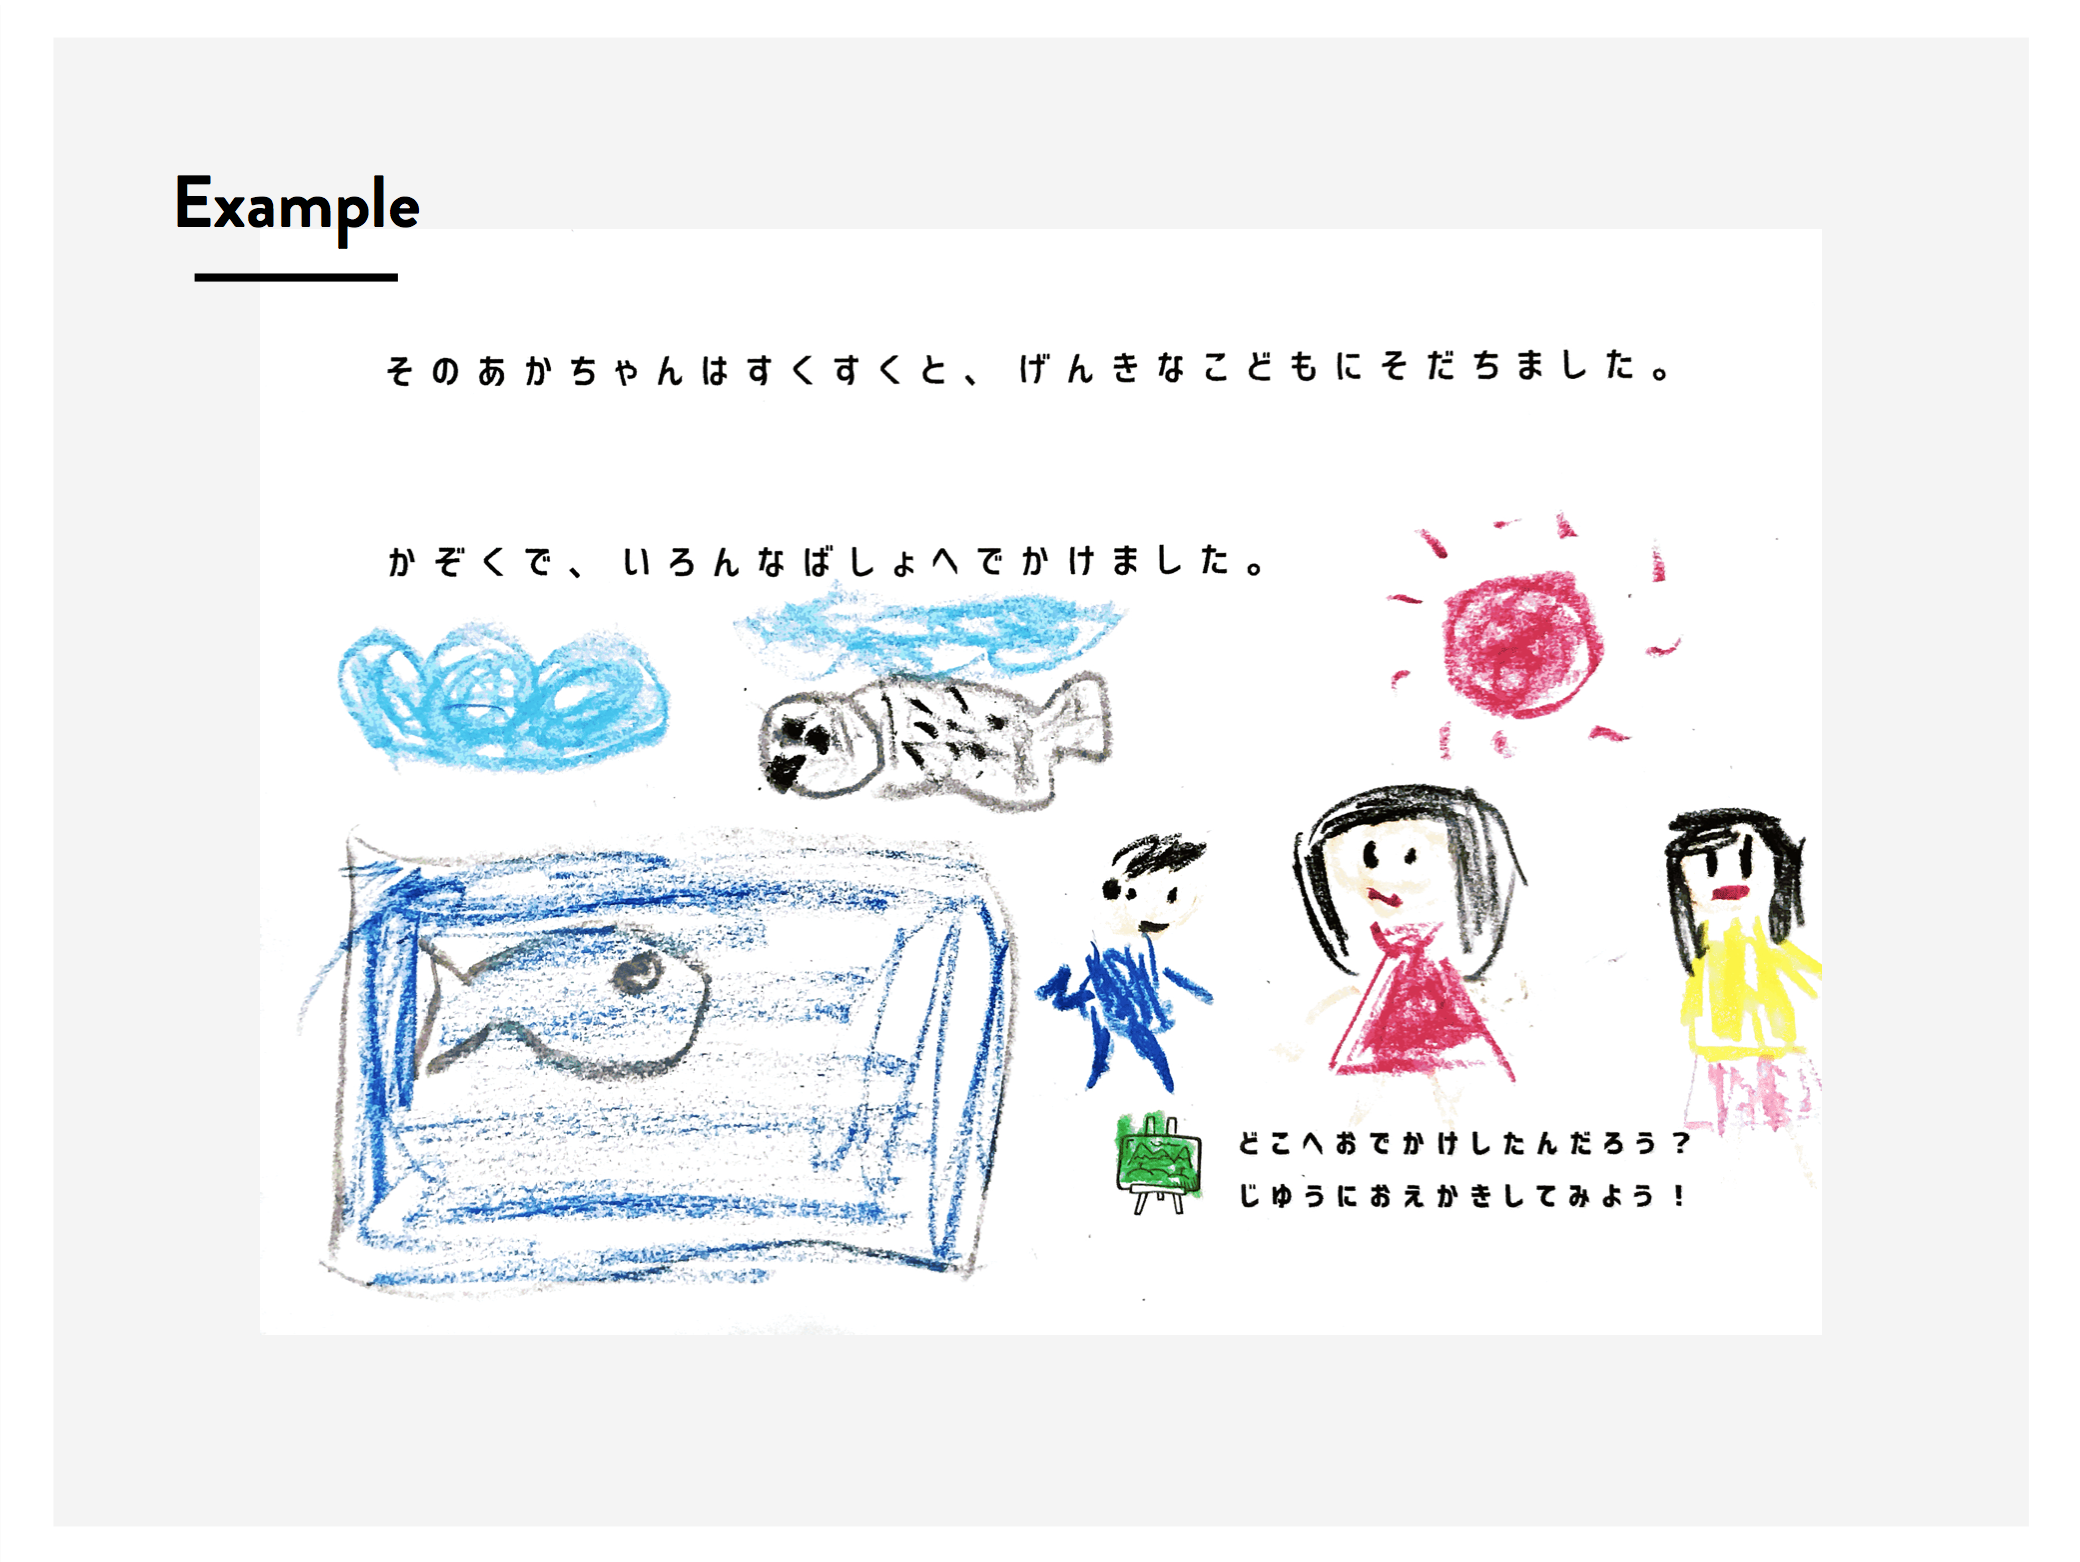 Example
そのあかちゃんはすくすくと、げんきなこどもにそだちました。
かぞくで、いろんなばしょへでかけました。
どこへおでかけしたんだろう？
じゆうにおえかきしてみよう！